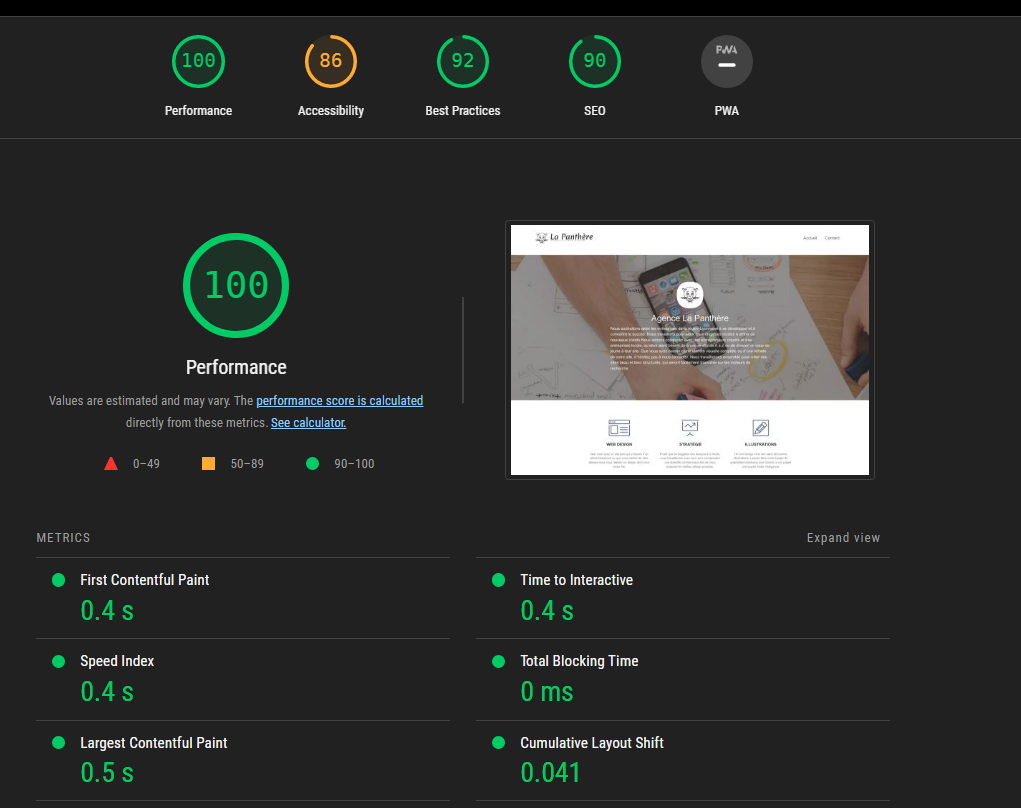 100
86
92
90
PWA
Performance
Accessibility
Best Practices
SEO
PWA
100
Performance
Values are estimated and may vary. The performance score is calculated
directly from these metrics. See calculator.
0–49
50–89
90–100
La Panthère
Accueil
Contact
Agence La Panthère
WEB DESIGN
STRATÉGIE
ILLUSTRATIONS
METRICS
Expand view
First Contentful Paint
0.4 s
Time to Interactive
0.4 s
Speed Index
0.4 s
Total Blocking Time
0 ms
Largest Contentful Paint
0.5 s
Cumulative Layout Shift
0.041